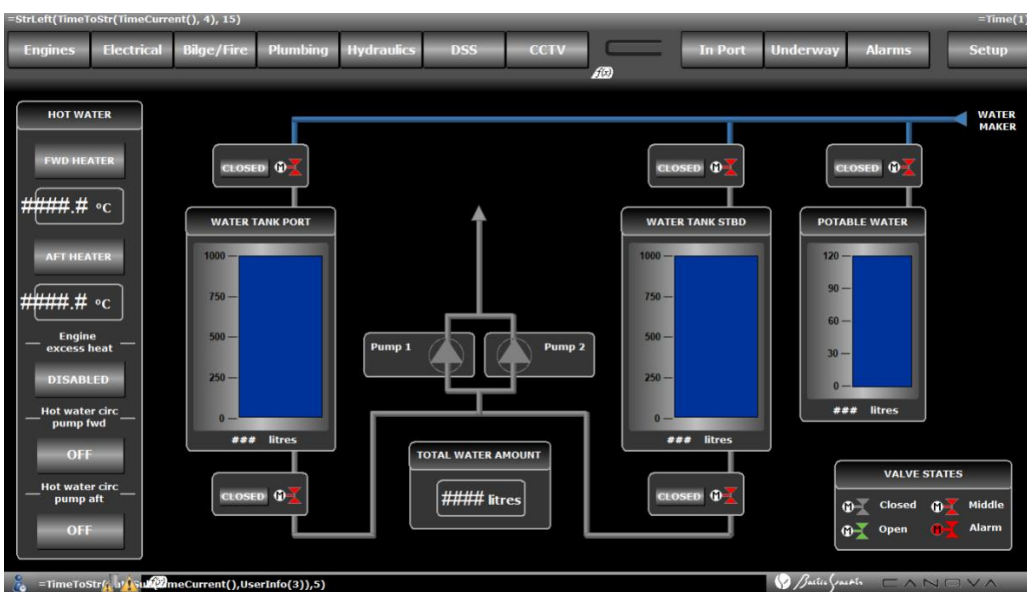 =StrLeft(TimeToStr(TimeCurrent(), 4), 15)
=Time(1)
Engines Electrical Bilge/Fire Plumbing Hydraulics DSS CCTV In Port Underway Alarms Setup
f(x)
HOT WATER
FWD HEATER
####.# °C
AFT HEATER
####.# °C
Engine
excess heat
DISABLED
Hot water circ
pump fwd
OFF
Hot water circ
pump aft
OFF
WATER
MAKER
CLOSED M
CLOSED M
CLOSED M
WATER TANK PORT
1000
750
500
250
0
### litres
CLOSED M
Pump 1
Pump 2
TOTAL WATER AMOUNT
#### litres
WATER TANK STBD
1000
750
500
250
0
### litres
CLOSED M
POTABLE WATER
120
90
60
30
0
### litres
VALVE STATES
M Closed M Middle
M Open M Alarm
=TimeToStr(
meCurrent(),UserInfo(3)),5)
Baltic Yachts
CANOVA